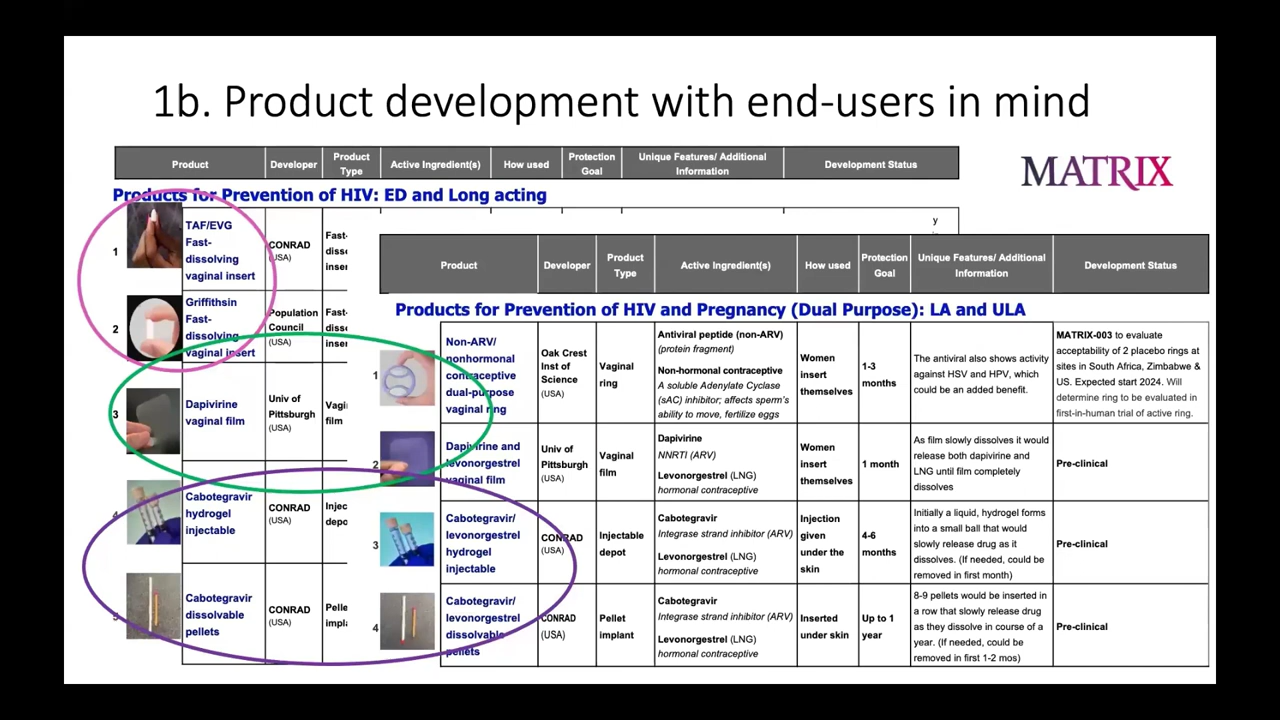 1b. Product development with end-users in mind
MATRIX
Product Developer Product Type Active Ingredient(s) How used Protection Goal Unique Features/ Additional Information Development Status
Products for Prevention of HIV: ED and Long acting
y
1
TAF/EVG
Fast-
dissolving
vaginal insert
CONRAD
(USA)
Fast-
2
Griffithsin
Fast-
dissolving
vaginal insert
Population
Council
(USA)
Fast-
3
Dapivirine
vaginal film
Univ of
Pittsburgh
(USA)
film
4
Cabotegravir
hydrogel
injectable
CONRAD
(USA)
Injec
depo
5
Cabotegravir
dissolvable
pellets
CONRAD
(USA)
Pelle
impla
Product Developer Product Type Active Ingredient(s) How used Protection Goal Unique Features/ Additional Information Development Status
Products for Prevention of HIV and Pregnancy (Dual Purpose): LA and ULA
1
Non-ARV/
nonhormonal
contraceptive
dual-purpose
vaginal ring
Oak Crest
Inst of
Science
(USA)
Vaginal
ring
Antiviral peptide (non-ARV)
(protein fragment)
Non-hormonal contraceptive
A soluble Adenylate Cyclase
(sAC) inhibitor; affects sperm's
ability to move, fertilize eggs
Women
insert
themselves
1-3
months
The antiviral also shows activity
against HSV and HPV, which
could be an added benefit.
MATRIX-003 to evaluate
acceptability of 2 placebo rings at
sites in South Africa, Zimbabwe &
US. Expected start 2024. Will
determine ring to be evaluated in
first-in-human trial of active ring.
2
Dapivirine and
levonorgestrel
vaginal film
Univ of
Pittsburgh
(USA)
Vaginal
film
Dapivirine
NNRTI (ARV)
Levonorgestrel (LNG)
hormonal contraceptive
Women
insert
themselves
1 month
As film slowly dissolves it would
release both dapivirine and
LNG until film completely
dissolves
Pre-clinical
3
Cabotegravir/
levonorgestrel
hydrogel
injectable
CONRAD
(USA)
Injectable
depot
Cabotegravir
Integrase strand inhibitor (ARV)
Levonorgestrel (LNG)
hormonal contraceptive
Injection
given
under the
skin
4-6
months
Initially a liquid, hydrogel forms
into a small ball that would
slowly release drug as it
dissolves. (If needed, could be
removed in first month)
Pre-clinical
4
Cabotegravir/
levonorgestrel
dissolvable
pellets
CONRAD
(USA)
Pellet
implant
Cabotegravir
Integrase strand inhibitor (ARV)
Levonorgestrel (LNG)
hormonal contraceptive
Inserted
under skin
Up to 1
year
8-9 pellets would be inserted in
a row that slowly release drug
as they dissolve in course of a
year. (If needed, could be
removed in first 1-2 mos)
Pre-clinical